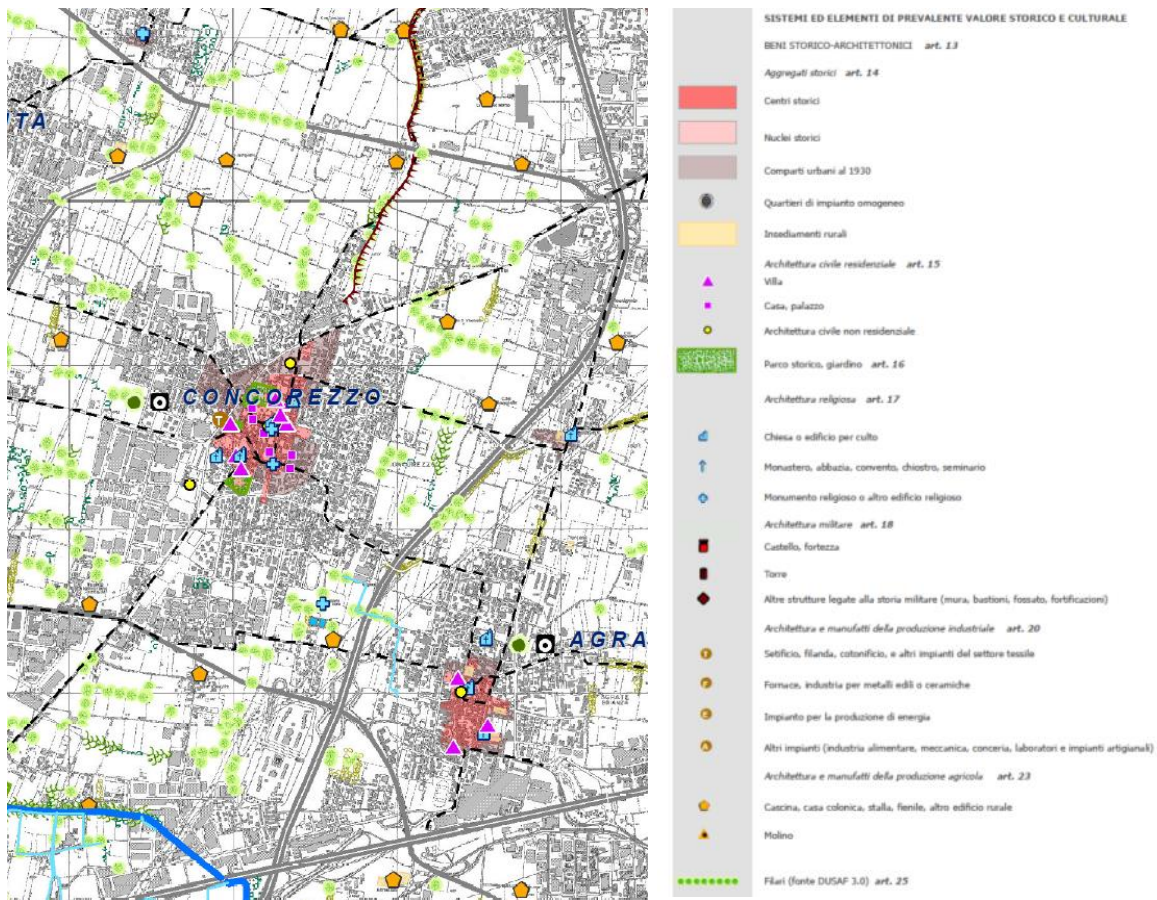 ITA
CONCOREZZO
AGRA
SISTEMI ED ELEMENTI DI PREVALENTE VALORE STORICO E CULTURALE
BENI STORICO-ARCHITETTONICI art. 13
Aggregati storici art. 14
Centri storici
Nuclei storici
Comparti urbani al 1930
Quartieri di impianto omogeneo
Insediamenti rurali
Architettura civile residenziale art. 15
Villa
Casa, palazzo
Architettura civile non residenziale
Parco storico, giardino art. 16
Architettura religiosa art. 17
Chiesa o edificio per culto
Monastero, abbazia, convento, chiostro, seminario
Monumento religioso o altro edificio religioso
Architettura militare art. 18
Castello, fortezza
Torre
Altre strutture legate alla storia militare (mura, bastioni, fossato, fortificazioni)
Architettura e manufatti della produzione industriale art. 20
Setificio, filanda, cotonificio, e altri impianti del settore tessile
Fornace, industria per metalli edili o ceramiche
Impianto per la produzione di energia
Altri impianti (industria alimentare, meccanica, conceria, laboratori e impianti artigianali)
Architettura e manufatti della produzione agricola art. 23
Cascina, casa colonica, stalla, fienile, altro edificio rurale
Molino
Filari (fonte DUSAF 3.0) art. 25